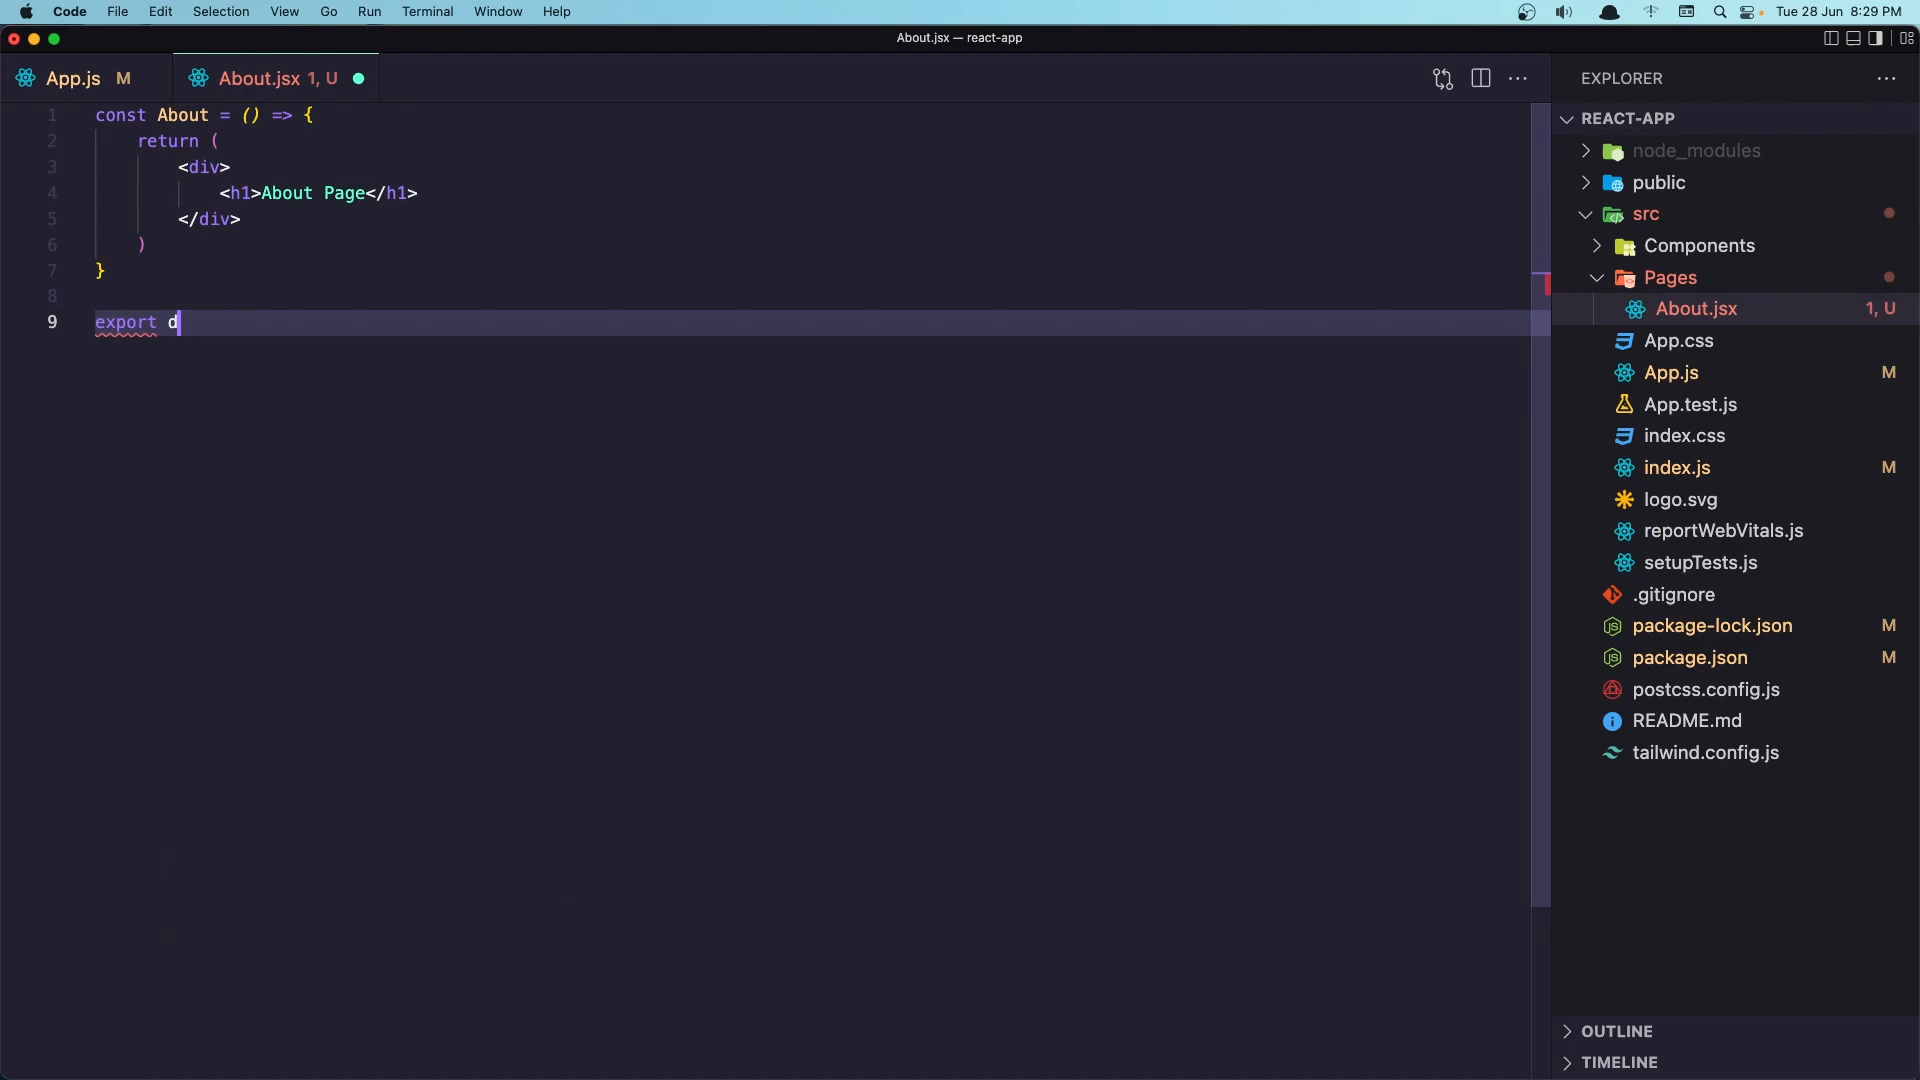 Code File Edit Selection View Go Run Terminal Window Help Tue 28 Jun 8:29 PM
About.jsx — react-app
App.js M About.jsx 1, U
EXPLORER
REACT-APP
node_modules
public
src
Components
Pages
About.jsx 1, U
App.css
App.js M
App.test.js
index.css
index.js M
logo.svg
reportWebVitals.js
setupTests.js
.gitignore
package-lock.json M
package.json M
postcss.config.js
README.md
tailwind.config.js
OUTLINE
TIMELINE
1 const About = () => {
2 return (
3 <div>
4 <h1>About Page</h1>
5 </div>
6 )
7 }
8
9 export d